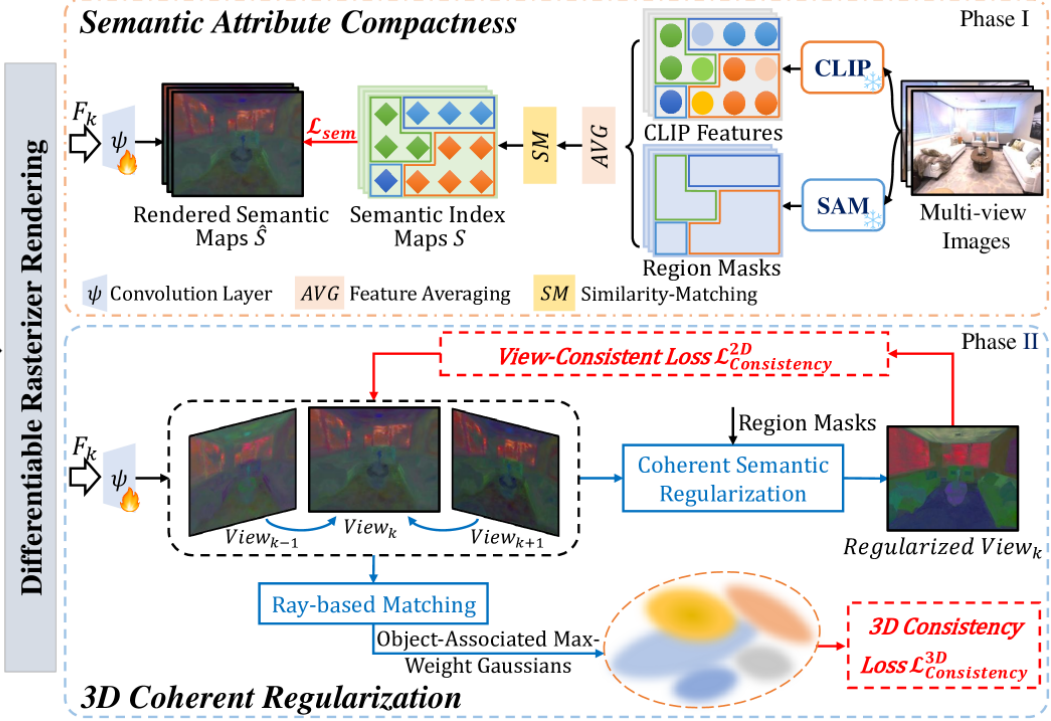 Differentiable Rasterizer Rendering
Semantic Attribute Compactness
Phase I
F_k
ψ
Rendered Semantic
Maps Ŝ
ℒ_sem
Semantic Index
Maps S
SM
AVG
CLIP Features
Region Masks
CLIP
SAM
Multi-view
Images
ψ Convolution Layer
AVG Feature Averaging
SM Similarity-Matching
Phase II
View-Consistent Loss ℒ^2D_Consistency
F_k
ψ
View_k−1
View_k
View_k+1
Region Masks
Coherent Semantic
Regularization
Regularized View_k
Ray-based Matching
Object-Associated Max-
Weight Gaussians
3D Consistency
Loss ℒ^3D_Consistency
3D Coherent Regularization